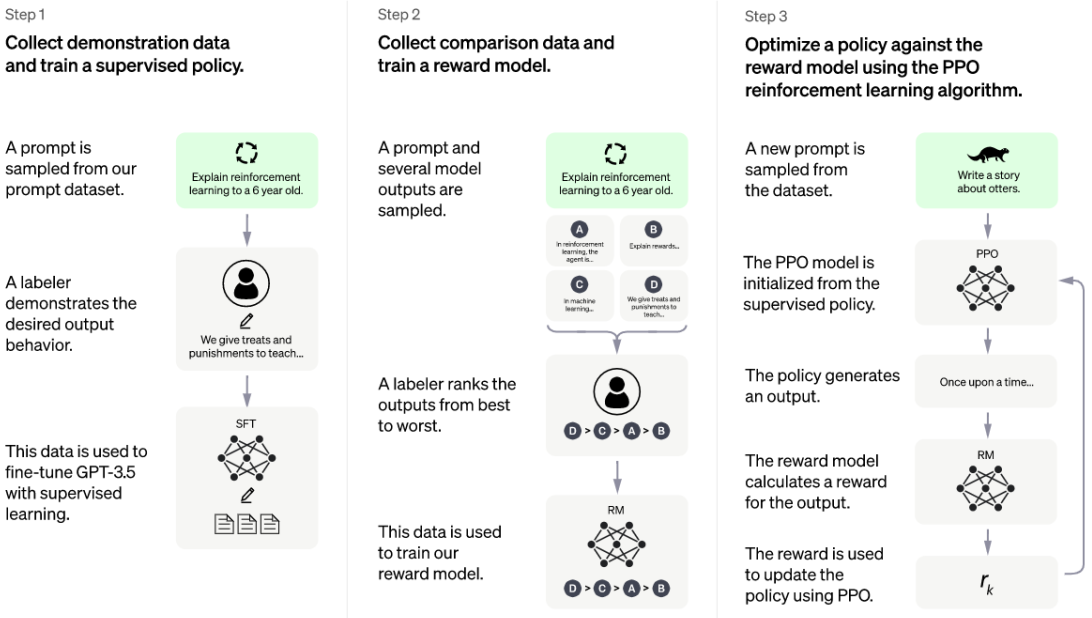 Step 1
Collect demonstration data
and train a supervised policy.
A prompt is
sampled from our
prompt dataset.
Explain reinforcement
learning to a 6 year old.
A labeler
demonstrates the
desired output
behavior.
We give treats and
punishments to teach...
This data is used to
fine-tune GPT-3.5
with supervised
learning.
SFT
Step 2
Collect comparison data and
train a reward model.
A prompt and
several model
outputs are
sampled.
Explain reinforcement
learning to a 6 year old.
A
In reinforcement
learning, the
agent is...
B
Explain rewards...
C
In machine
learning...
D
We give treats and
punishments to
teach...
A labeler ranks the
outputs from best
to worst.
D > C > A > B
This data is used
to train our
reward model.
RM
D > C > A > B
Step 3
Optimize a policy against the
reward model using the PPO
reinforcement learning algorithm.
A new prompt is
sampled from
the dataset.
Write a story
about otters.
The PPO model is
initialized from the
supervised policy.
PPO
The policy generates
an output.
Once upon a time...
The reward model
calculates a reward
for the output.
RM
The reward is used
to update the
policy using PPO.
rk